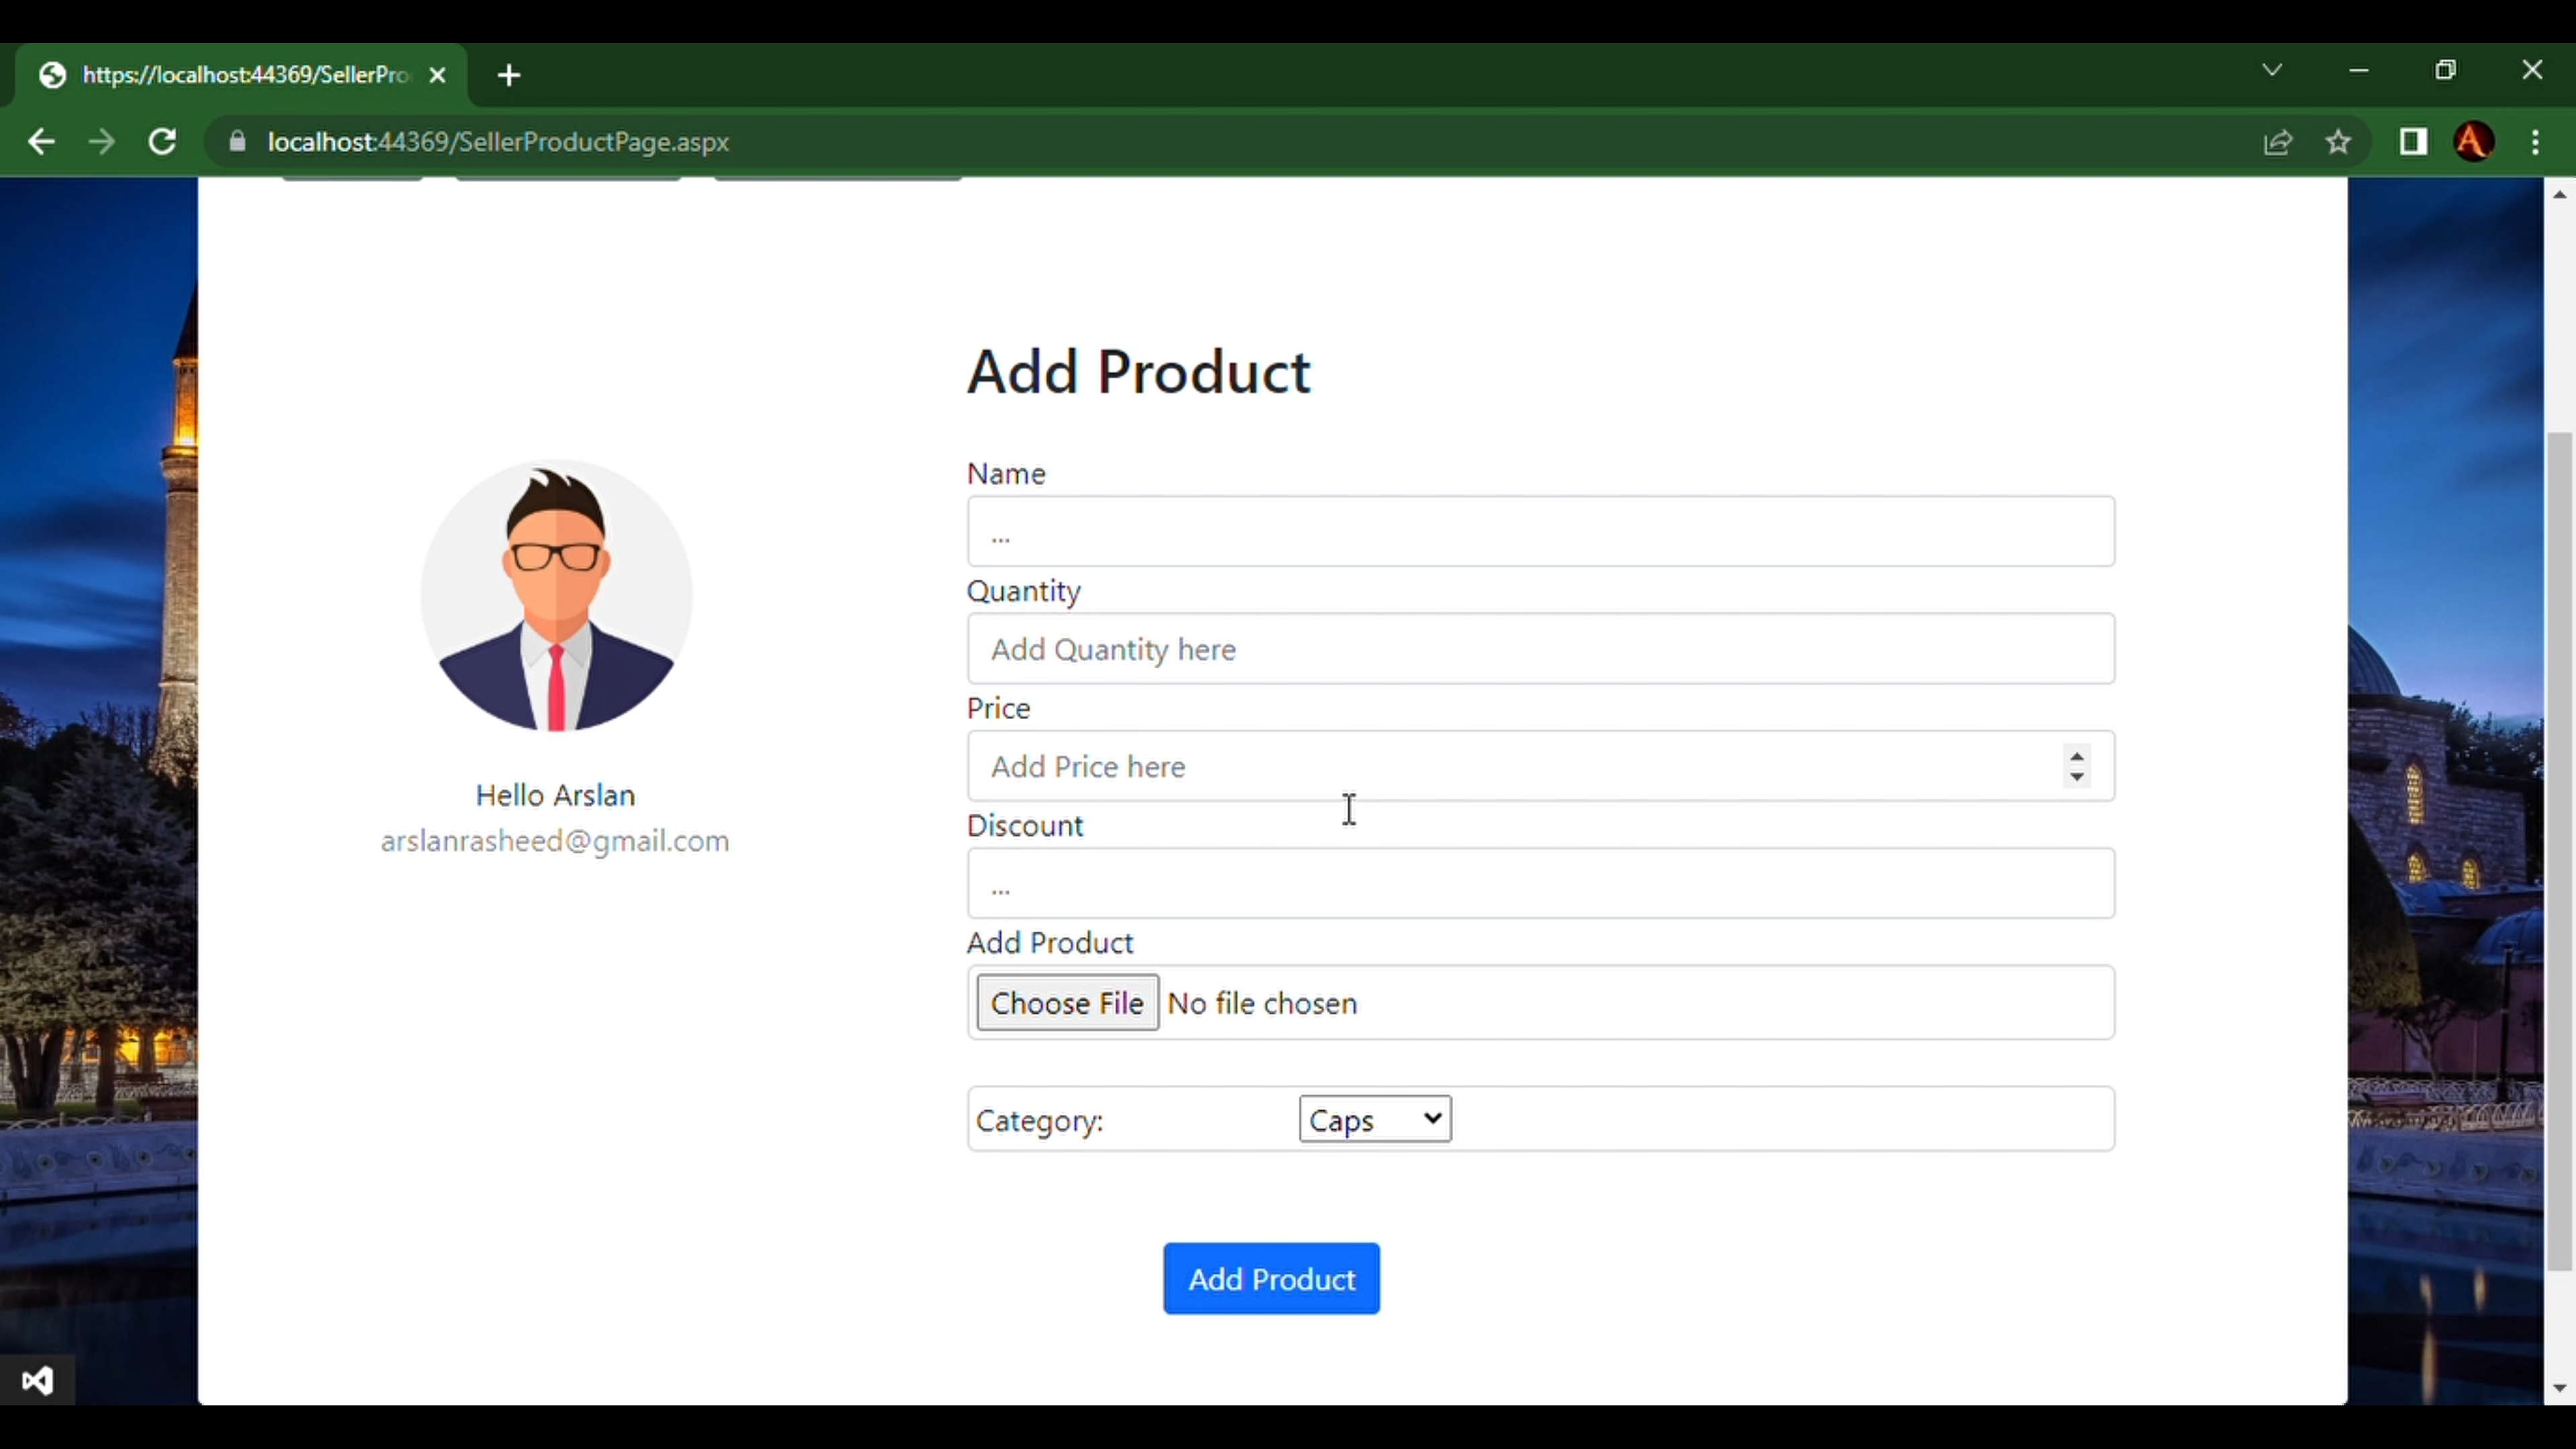 https://localhost:44369/SellerPro
localhost:44369/SellerProductPage.aspx
Add Product
Name
...
Quantity
Add Quantity here
Price
Add Price here
Discount
...
Add Product
Choose File No file chosen
Category: Caps
Add Product
Hello Arslan
arslanrasheed@gmail.com